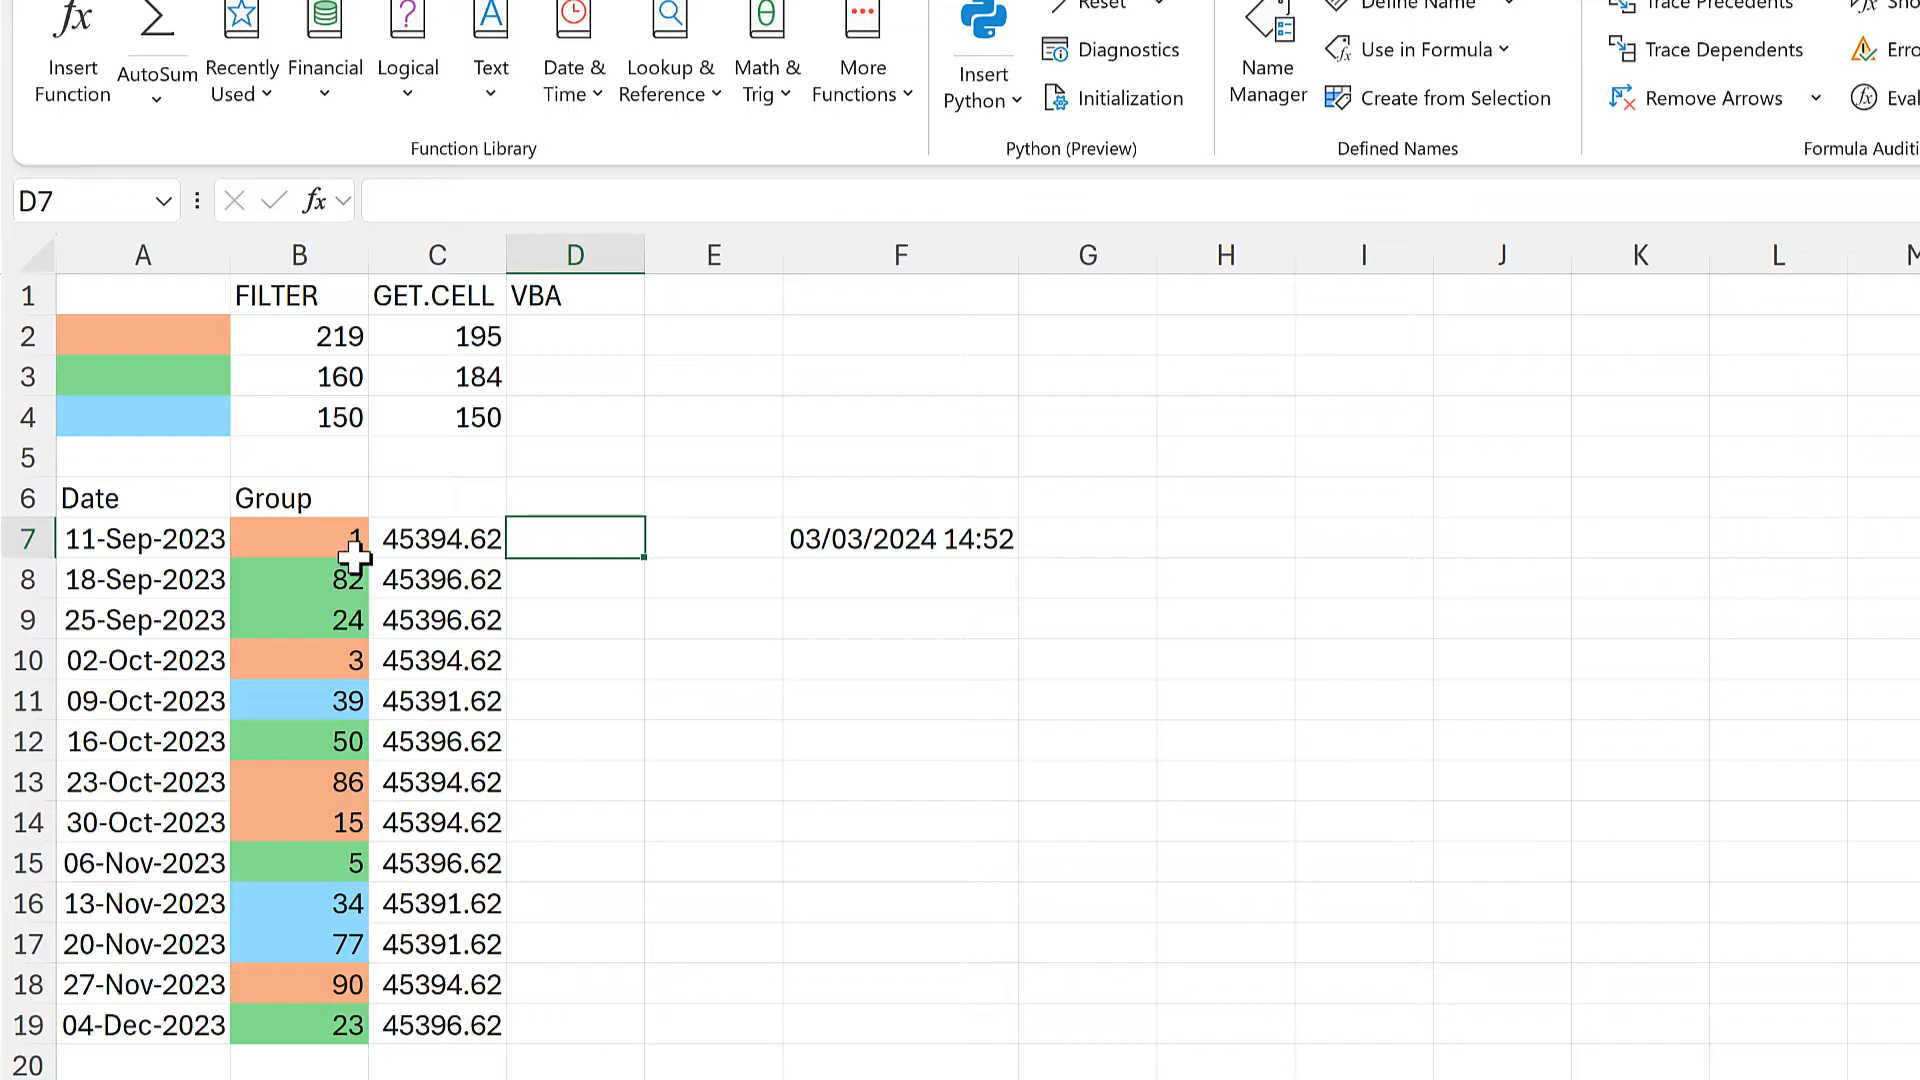 Reset
Define Name
Trace Precedents
Insert Function
AutoSum
Recently Used
Financial
Logical
Text
Date & Time
Lookup & Reference
Math & Trig
More Functions
Insert Python
Diagnostics
Initialization
Name Manager
Use in Formula
Create from Selection
Trace Dependents
Remove Arrows
Function Library
Python (Preview)
Defined Names
D7
fx
A B C D E F G H I J K L
1 FILTER GET.CELL VBA
2 219 195
3 160 184
4 150 150
5
6 Date Group
7 11-Sep-2023 1 45394.62 03/03/2024 14:52
8 18-Sep-2023 82 45396.62
9 25-Sep-2023 24 45396.62
10 02-Oct-2023 3 45394.62
11 09-Oct-2023 39 45391.62
12 16-Oct-2023 50 45396.62
13 23-Oct-2023 86 45394.62
14 30-Oct-2023 15 45394.62
15 06-Nov-2023 5 45396.62
16 13-Nov-2023 34 45391.62
17 20-Nov-2023 77 45391.62
18 27-Nov-2023 90 45394.62
19 04-Dec-2023 23 45396.62
20